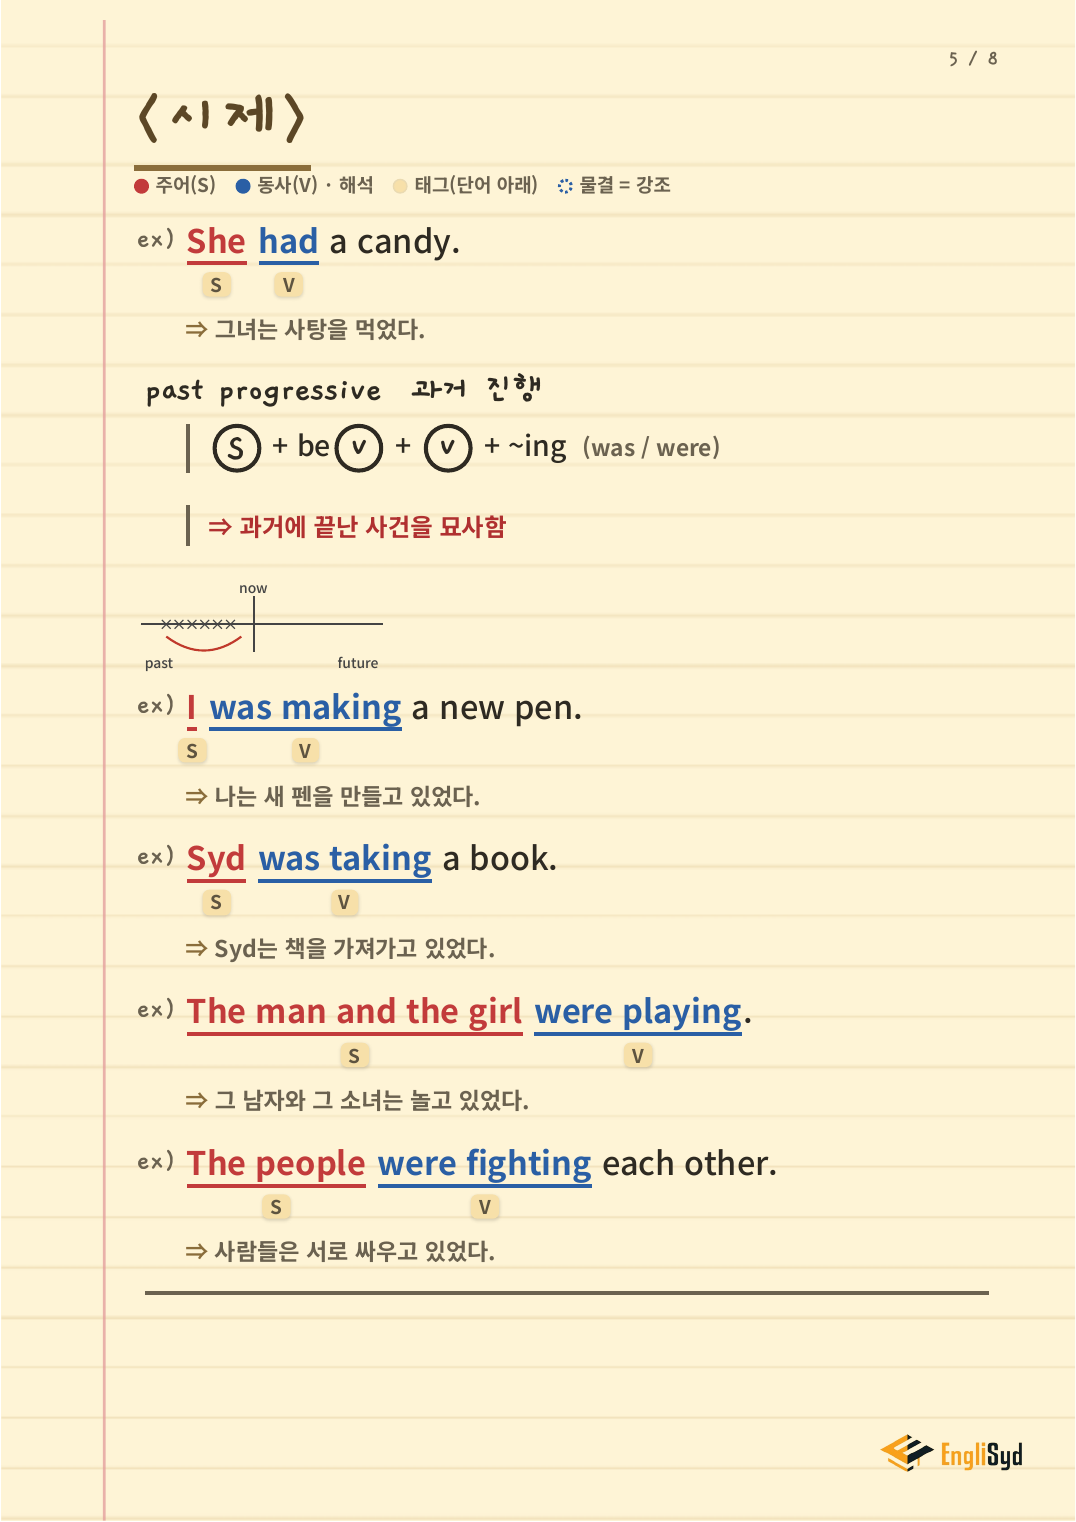 5 / 8
〈시제〉
주어(S) 동사(V) · 해석 태그(단어 아래) 물결 = 강조
ex) She had a candy.
S V
⇒ 그녀는 사탕을 먹었다.
past progressive 과거 진행
S + be v + v + ~ing (was / were)
⇒ 과거에 끝난 사건을 묘사함
now
××××××
past future
ex) I was making a new pen.
S V
⇒ 나는 새 펜을 만들고 있었다.
ex) Syd was taking a book.
S V
⇒ Syd는 책을 가져가고 있었다.
ex) The man and the girl were playing.
S V
⇒ 그 남자와 그 소녀는 놀고 있었다.
ex) The people were fighting each other.
S V
⇒ 사람들은 서로 싸우고 있었다.
EngliSyd